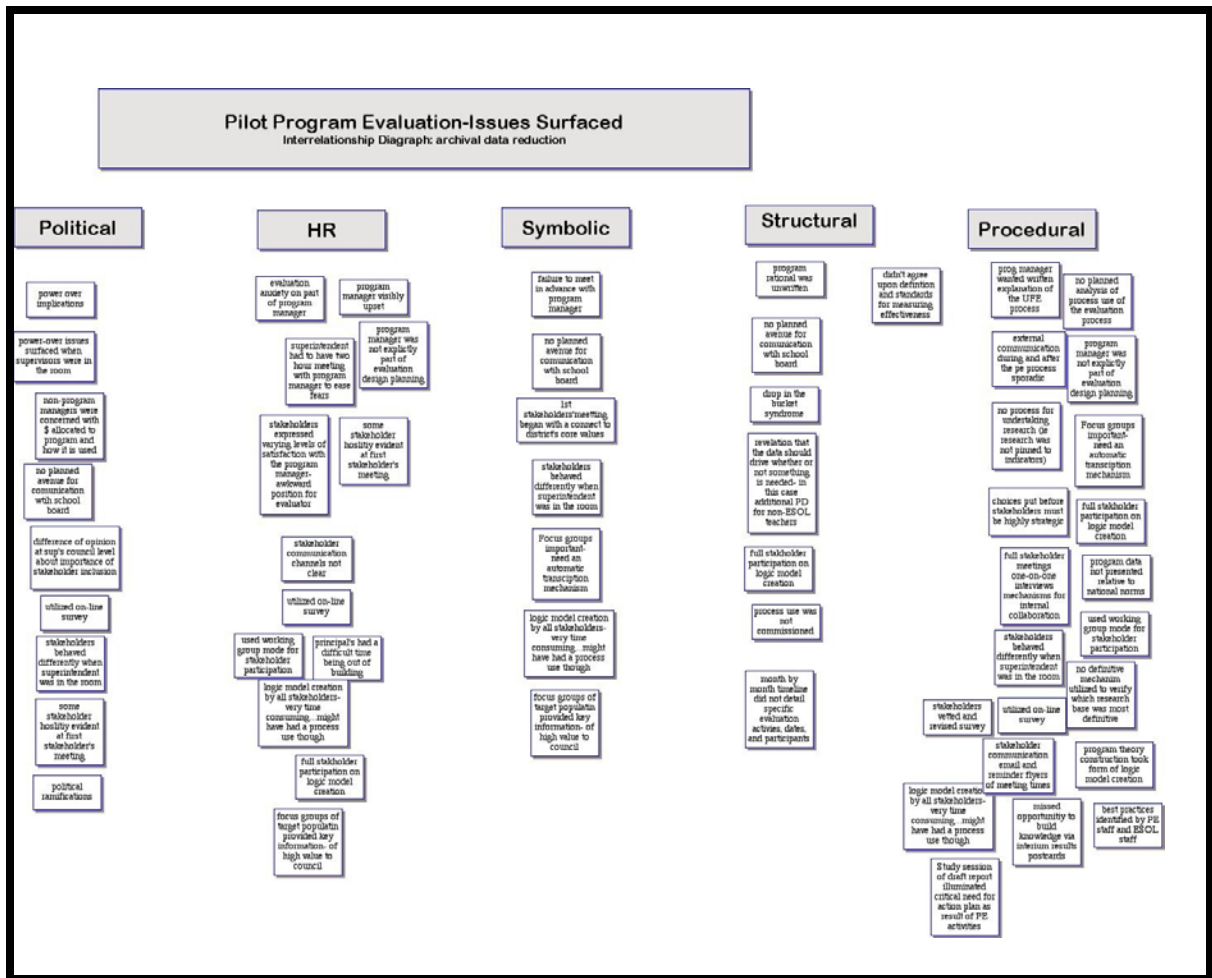 Pilot Program Evaluation-Issues Surfaced
Interrelationship Diagraph: archival data reduction
Political
power over
implications
power-over issues
surfaced when
supervisors were in
the room
non-program
managers were
concerned with
$ allocated to
program and
how it is used
no planned
avenue for
comunication
wtih school
board
difference of opinion
at sup's council level
about importance of
stakeholder inclusion
utilized on-line
survey
stakeholders
behaved
differently when
superintendent
was in the room
some
stakeholder
hoslitiy evident
at first
stakeholder's
meeting
political
ramifications
HR
evaluation
anxiety on part
of program
manager
program
manager visibly
upset
superintendent
had to have two
hour meeting
with program
manager to ease
fears
program
manager was
not explicitly
part of
evaluation
design planning
stakeholders
expressed
varying levels of
satisfaction with
the program
manager-
awkward
position for
evaluator
some
stakeholder
hoslitiy evident
at first
stakeholder's
meeting
stakeholder
communication
channels not
clear
utilized on-line
survey
used working
group mode for
stakeholder
participation
principal's had a
difficult time
being out of
building
logic model creation
by all stakeholders-
very time
consuming...might
have had a process
use though
full stakholder
participation on
logic model
creation
focus groups of
target populatin
provided key
information- of
high value to
council
Symbolic
failure to meet
in advance with
program
manager
no planned
avenue for
comunication
wtih school
board
1st
stakeholders'meettng
began with a connect to
district's core values
stakeholders
behaved
differently when
superintendent
was in the room
Focus groups
important-
need an
automatic
transcription
mechanism
logic model creation
by all stakeholders-
very time
consuming...might
have had a process
use though
focus groups of
target populatin
provided key
information- of
high value to
council
Structural
program
rational was
unwritten
didn't agree
upon defintion
and standards
for measuring
effectiveness
no planned
avenue for
comunication
wtih school
board
drop in the
bucket
syndrome
revelation that
the data should
drive whether or
not something
is needed- in
this case
additional PD
for non-ESOL
teachers
full stakholder
participation on
logic model
creation
process use was
not
commissioned
month by
month timeline
did not detail
specific
evaluation
activies, dates,
and participants
Procedural
prog manager
wanted written
explanation of
the UFE
process
no planned
analysis of
process use of
the evaluation
process
external
communication
during and after
the pe process
sporadic
program
manager was
not explicitly
part of
evaluation
design planning
no process for
undertaking
research (ie
research was
not pinned to
indicators)
Focus groups
important-
need an
automatic
transcription
mechanism
choices put before
stakeholders must
be highly strategic
full stakholder
participation on
logic model
creation
full stakeholder
meetings
one-on-one
interviews
mechanisms for
internal
collaboration
program data
not presented
relative to
national norms
used working
group mode for
stakeholder
participation
stakeholders
behaved
differently when
superintendent
was in the room
no definitive
mechanim
utilized to verify
which research
base was most
definitive
stakeholders
vetted and
revised survey
utilized on-line
survey
stakeholder
communication
email and
reminder flyers
of meeting times
program theory
construction took
form of logic
model creation
logic model creatio
by all stakeholders-
very time
consuming...might
have had a process
use though
missed
opportunity to
build
knowledge via
interium results
postcards
best practices
identified by PE
staff and ESOL
staff
Study session
of draft report
illuminated
critical need for
action plan as
result of PE
activities